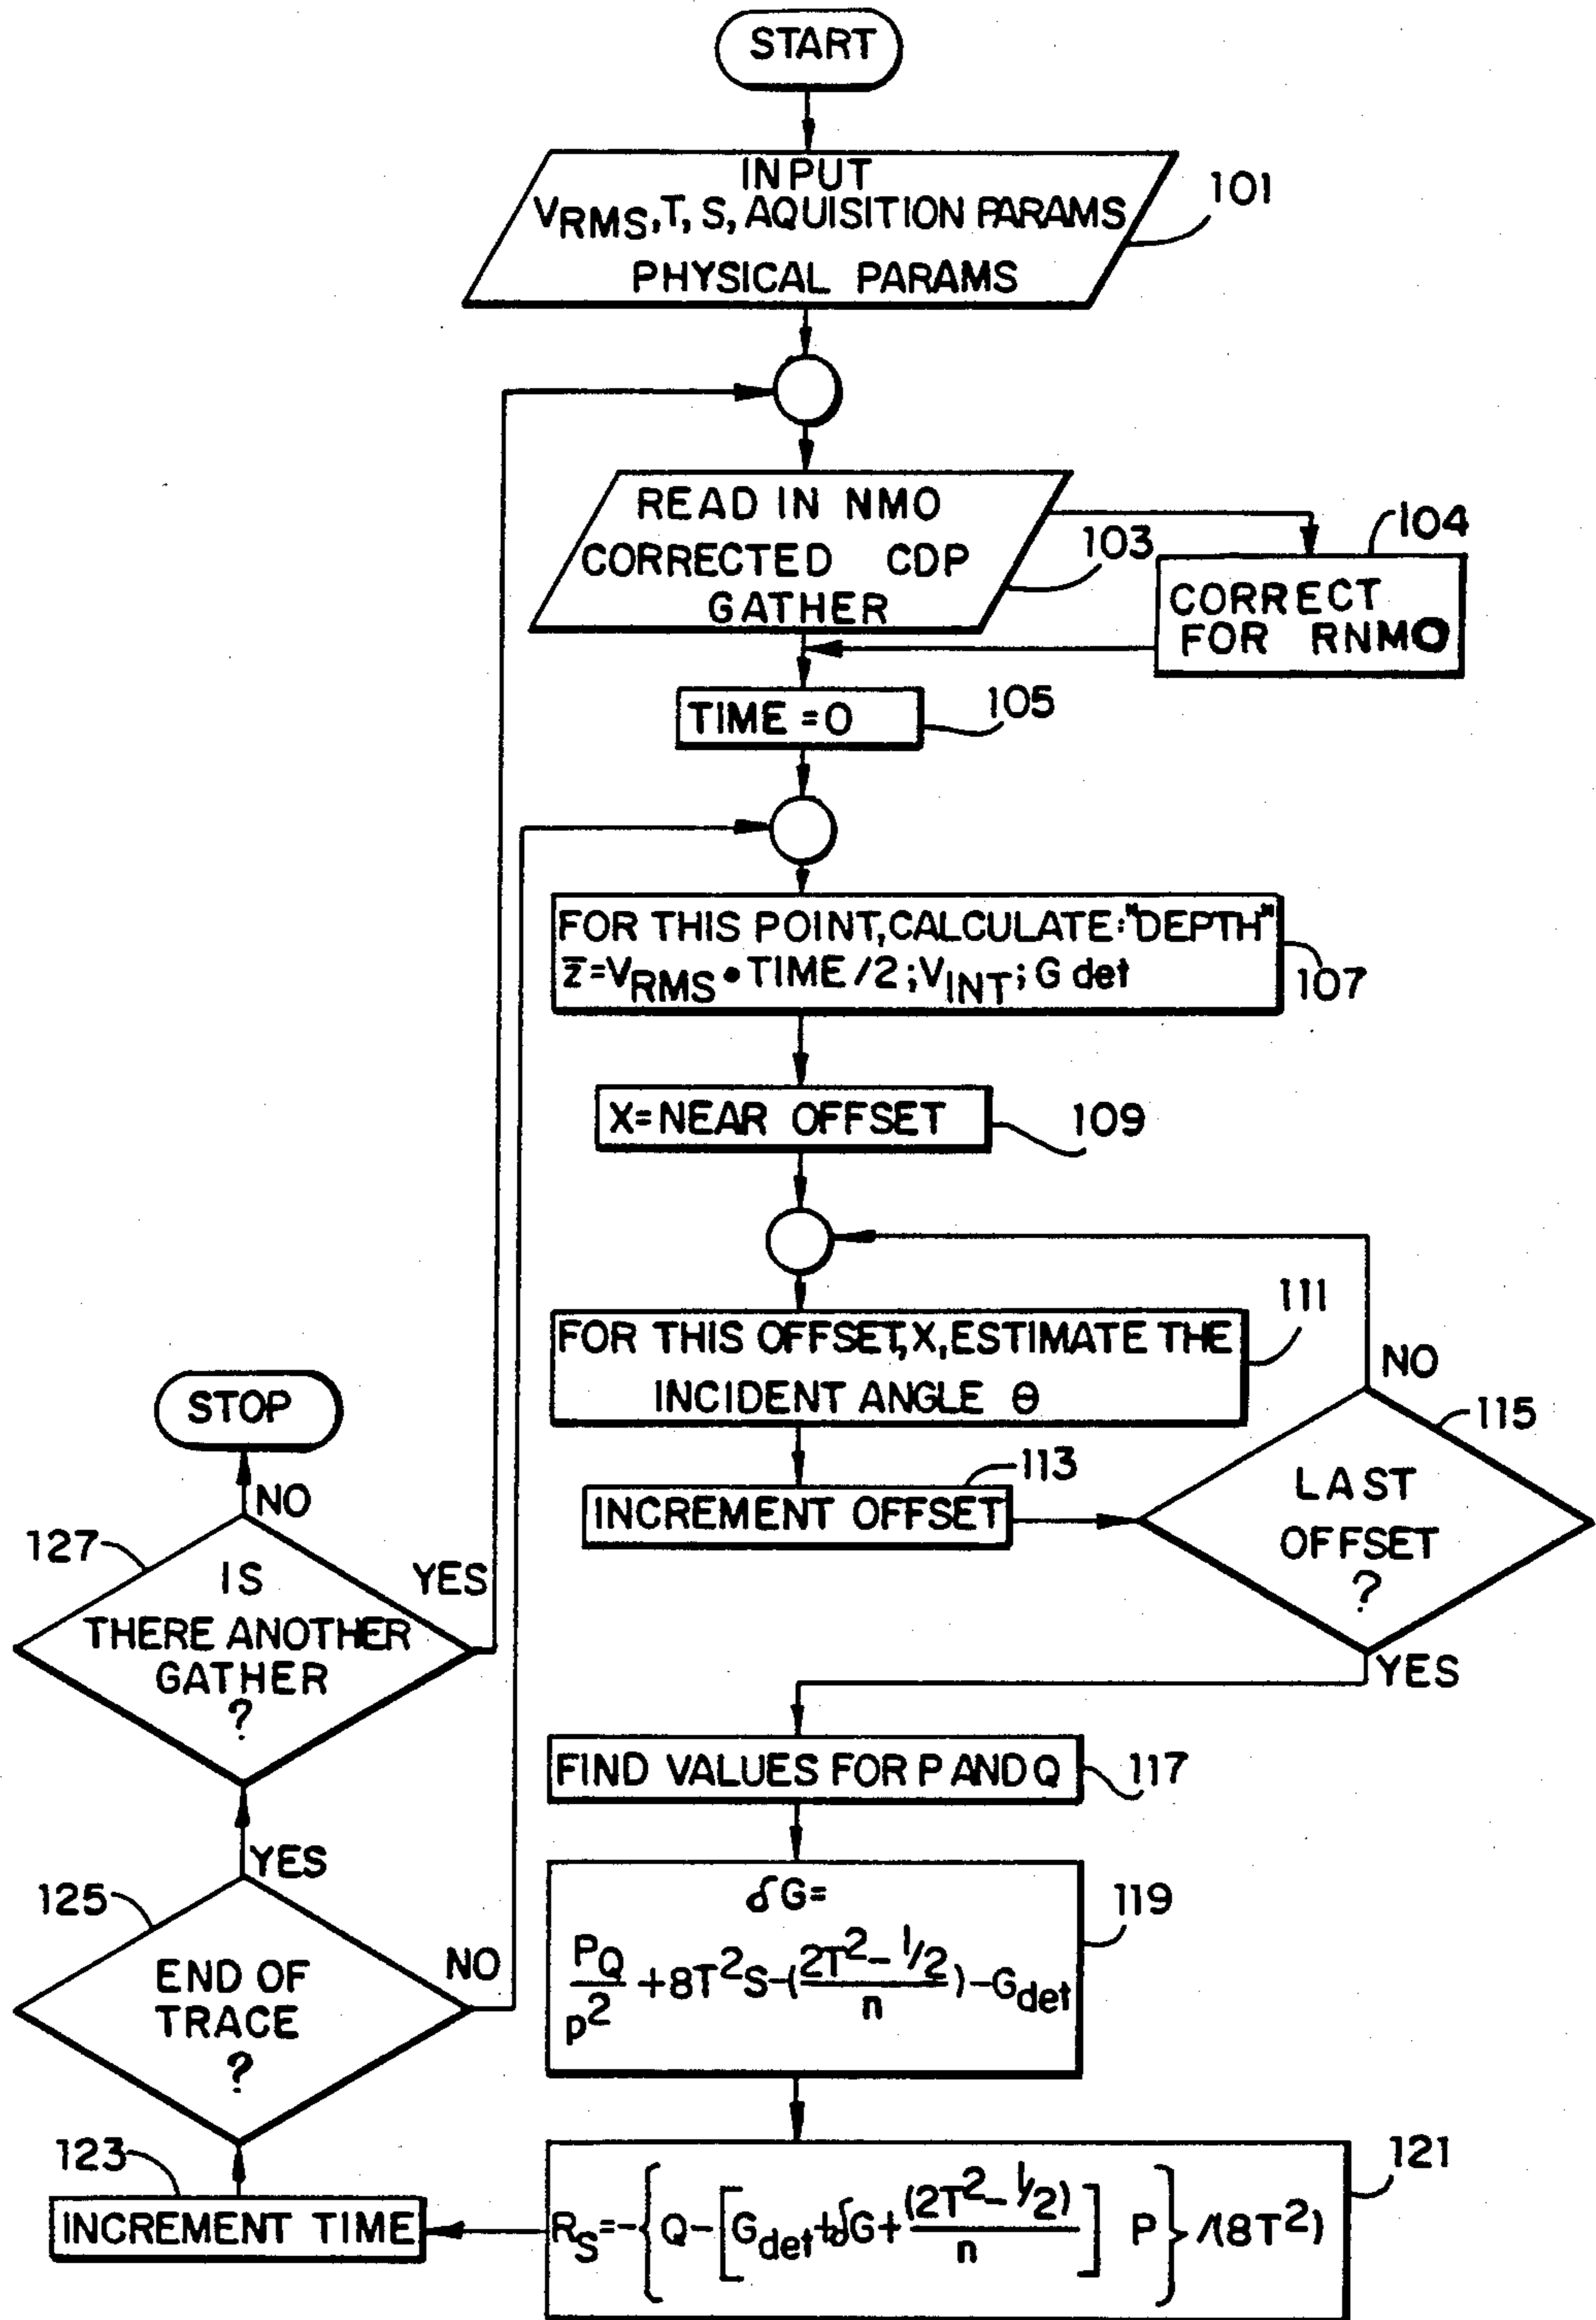 START
INPUT
VRMS, T, S, AQUISITION PARAMS
PHYSICAL PARAMS
101
READ IN NMO
CORRECTED CDP
GATHER
103
104
CORRECT
FOR RNMO
TIME = 0
105
FOR THIS POINT, CALCULATE: "DEPTH"
z̅ = VRMS • TIME / 2 ; VINT ; G det
107
X = NEAR OFFSET
109
FOR THIS OFFSET, X, ESTIMATE THE
INCIDENT ANGLE θ
111
INCREMENT OFFSET
113
NO
115
LAST
OFFSET
?
YES
FIND VALUES FOR P AND Q
117
δG =
PQ/p² + 8T²S - ((2T² - 1/2)/n) - Gdet
119
RS = -{Q - [Gdet + δG + (2T² - 1/2)/n] P} /(8T²)
121
123
INCREMENT TIME
125
END OF
TRACE
?
NO
YES
127
IS
THERE ANOTHER
GATHER
?
YES
NO
STOP